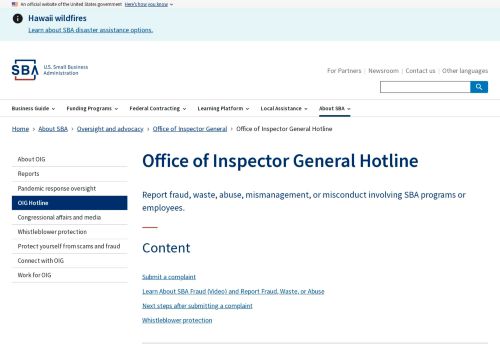 An official website of the United States government Here's how you know
Hawaii wildfires
Learn about SBA disaster assistance options.
SBA U.S. Small Business
Administration
For Partners Newsroom Contact us Other languages
Business Guide Funding Programs Federal Contracting Learning Platform Local Assistance About SBA
Home About SBA Oversight and advocacy Office of Inspector General Office of Inspector General Hotline
About OIG
Reports
Pandemic response oversight
OIG Hotline
Congressional affairs and media
Whistleblower protection
Protect yourself from scams and fraud
Connect with OIG
Work for OIG
Office of Inspector General Hotline
Report fraud, waste, abuse, mismanagement, or misconduct involving SBA programs or
employees.
Content
Submit a complaint
Learn About SBA Fraud (Video) and Report Fraud, Waste, or Abuse
Next steps after submitting a complaint
Whistleblower protection